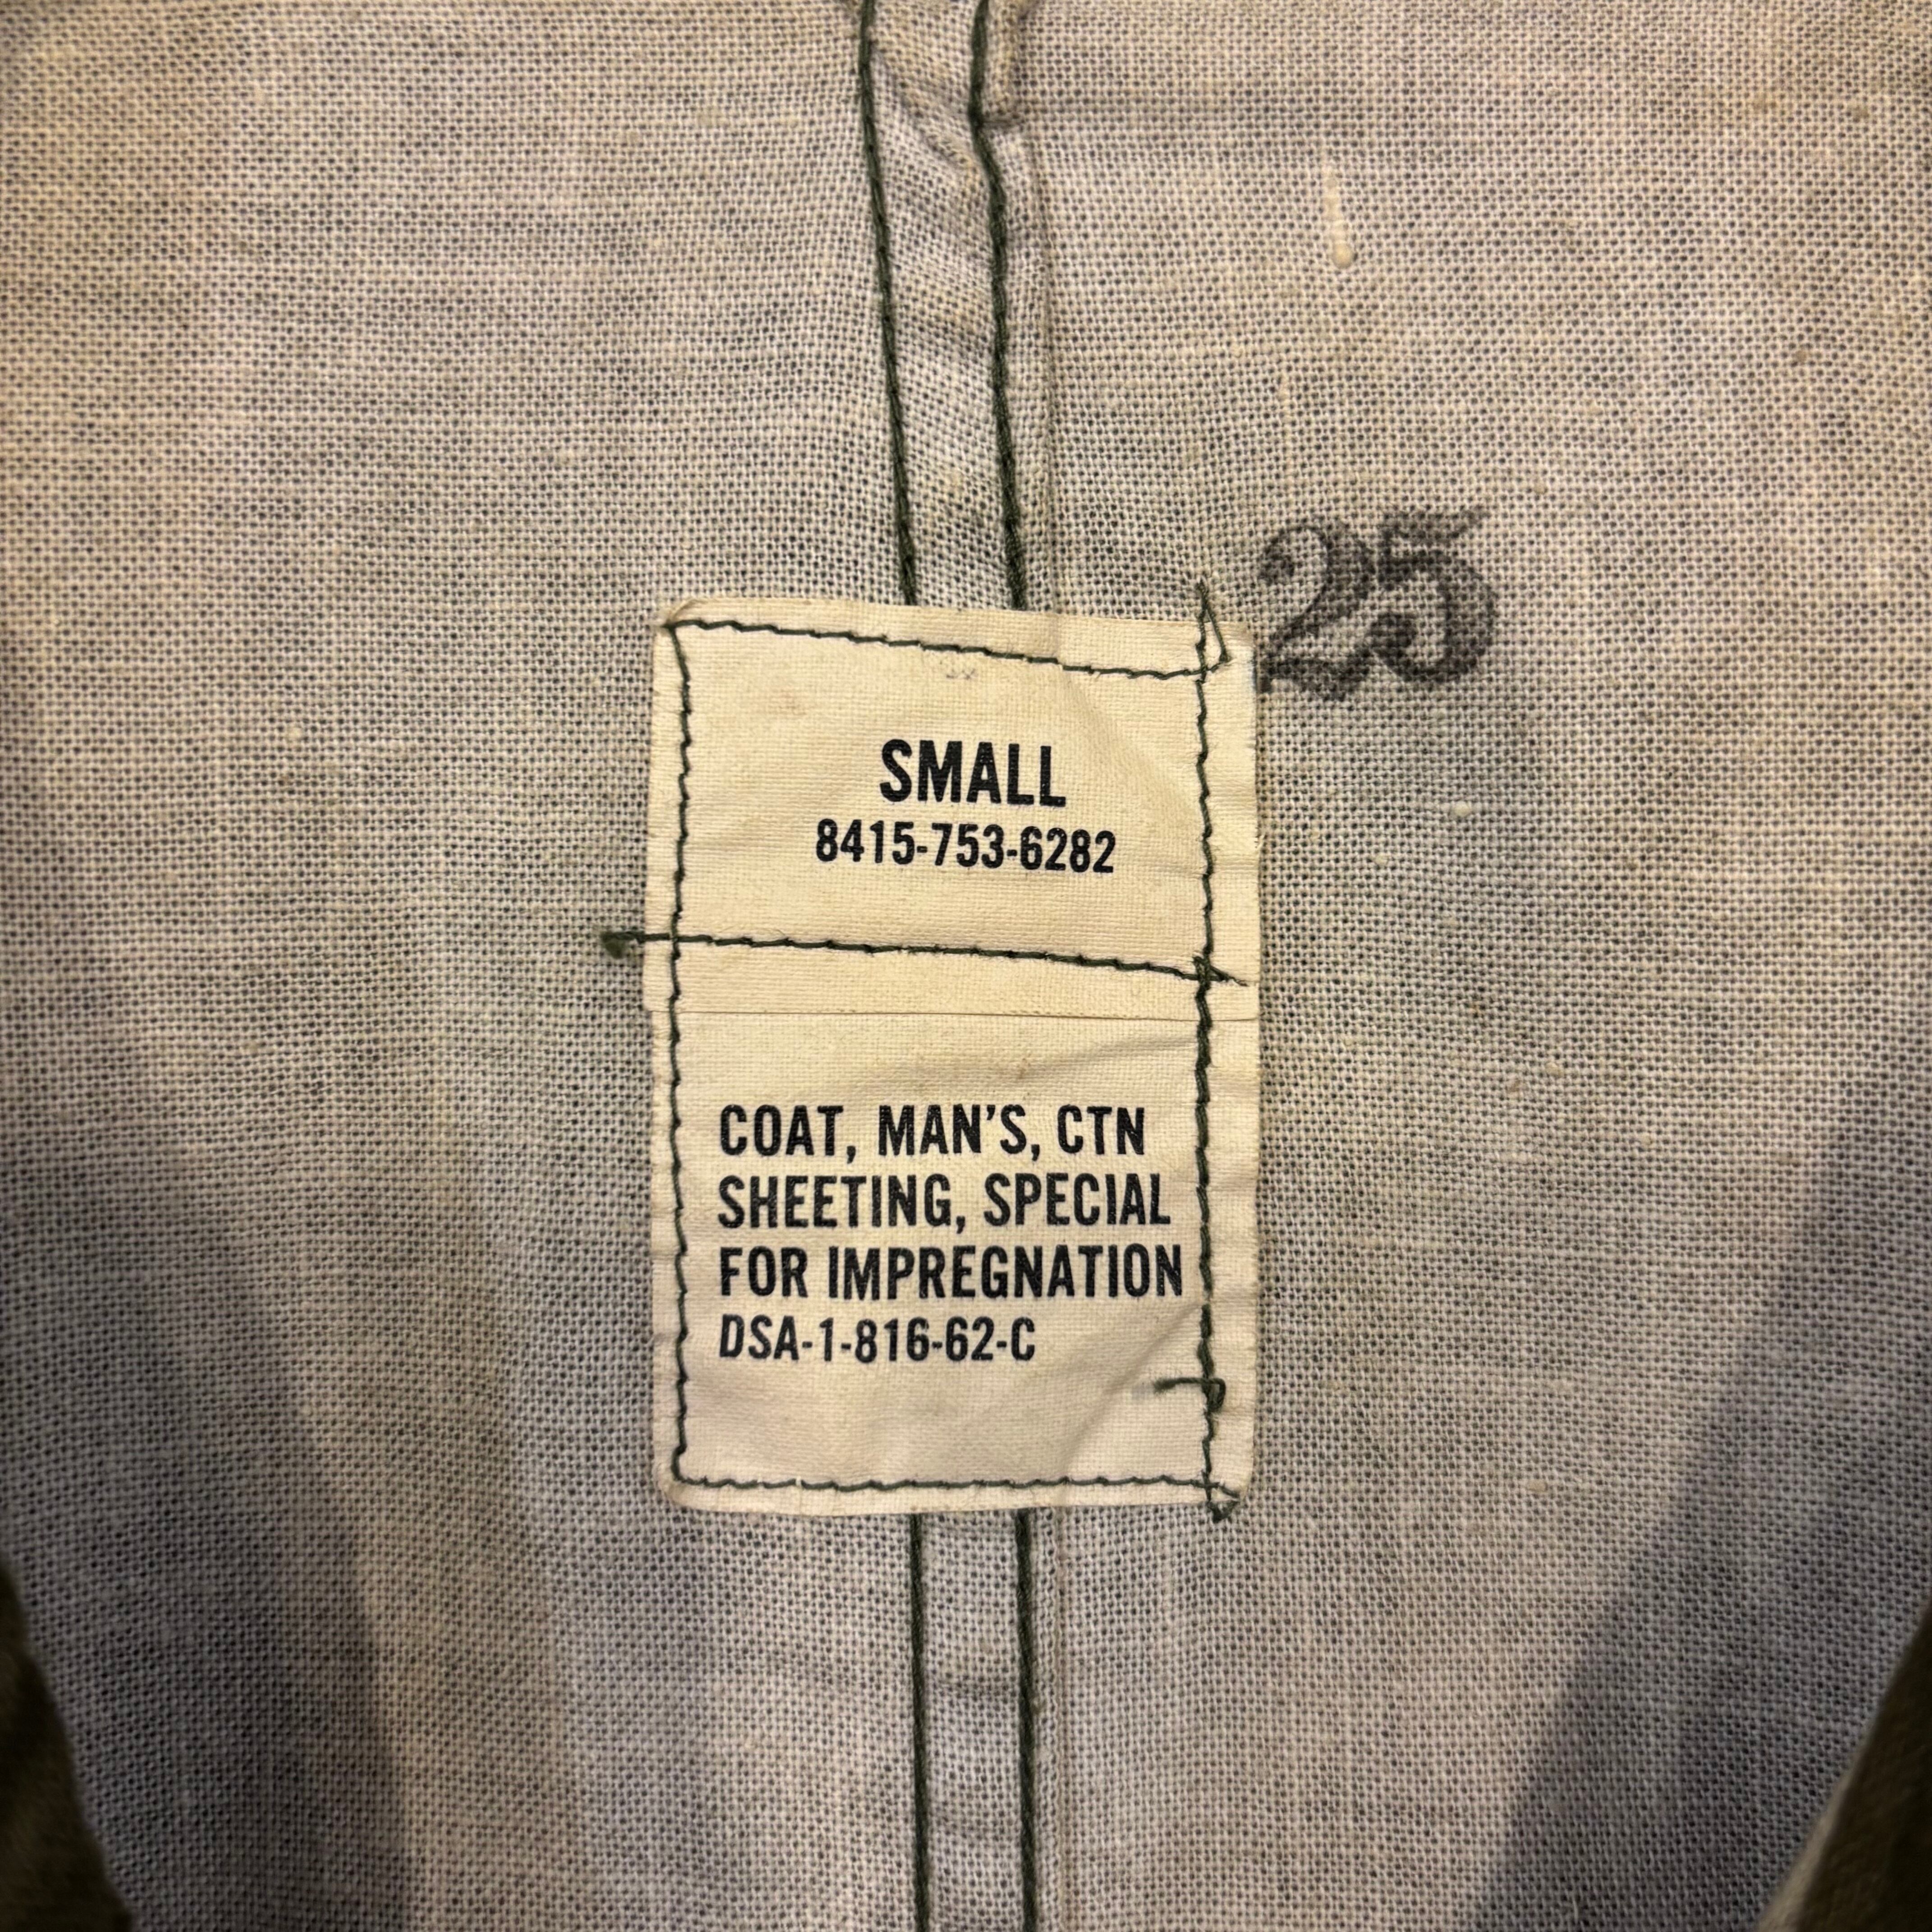 25
SMALL
8415-753-6282
COAT, MAN'S, CTN
SHEETING, SPECIAL
FOR IMPREGNATION
DSA-1-816-62-C